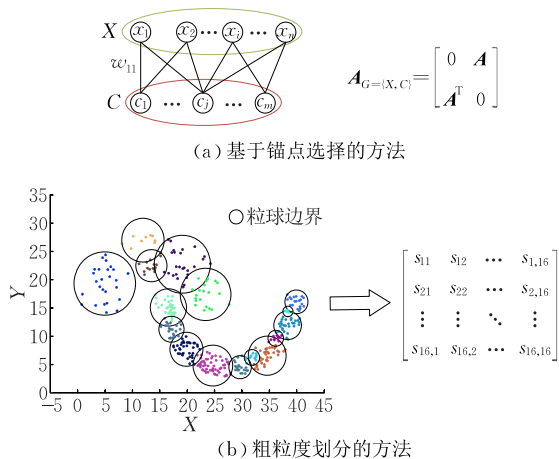 X x₁ x₂ ··· xᵢ ··· xₙ
w₁₁
C c₁ ··· cⱼ ··· cₘ
A_{G=⟨X, C⟩} = [0 A
Aᵀ 0]
(a) 基于锚点选择的方法
35
30
25
20
15
10
5
0
Y
○粒球边界
−5 0 5 10 15 20 25 30 35 40 45
X
s₁₁ s₁₂ ··· s₁,₁₆
s₂₁ s₂₂ ··· s₂,₁₆
⋮ ⋮ ⋱ ⋮
s₁₆,₁ s₁₆,₂ ··· s₁₆,₁₆
(b) 粗粒度划分的方法